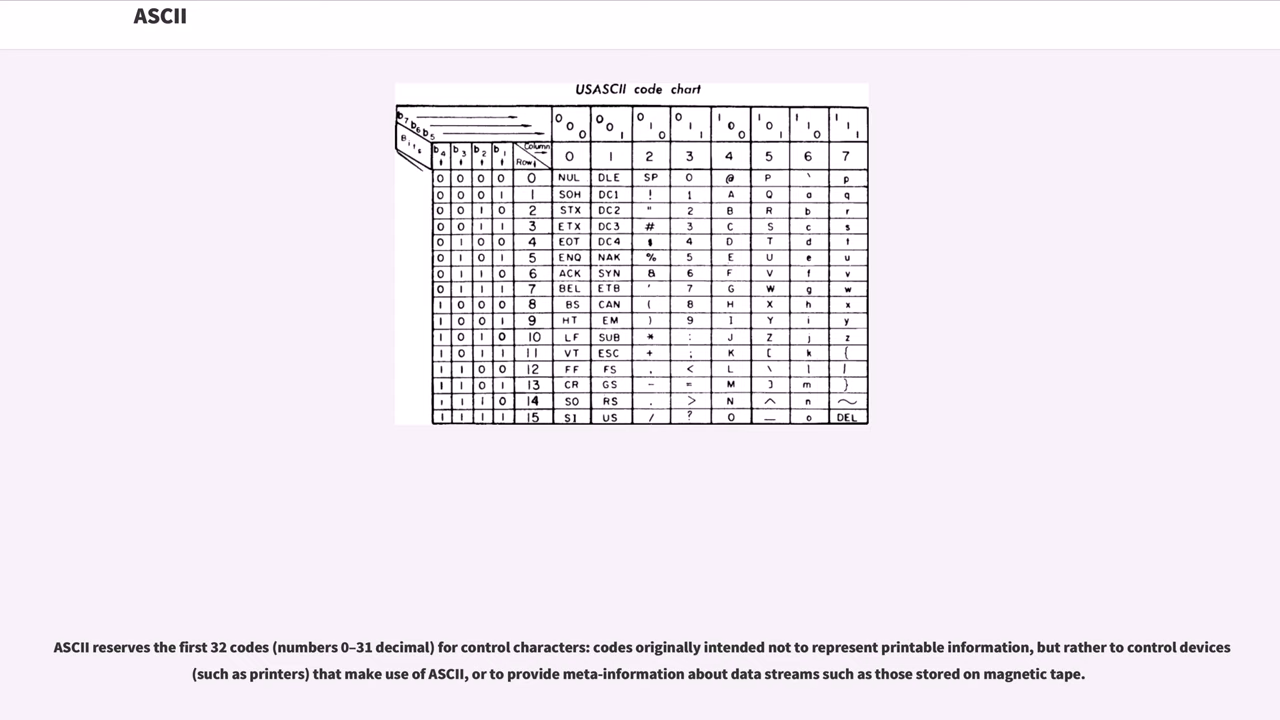 ASCII
USASCII code chart
b7 b6 b5 0 0 0 0 0 1 0 1 0 0 1 1 1 0 0 1 0 1 1 1 0 1 1 1
Bits b4 b3 b2 b1 Column Row 0 1 2 3 4 5 6 7
0 0 0 0 0 NUL DLE SP 0 @ P ` p
0 0 0 1 1 SOH DC1 ! 1 A Q a q
0 0 1 0 2 STX DC2 " 2 B R b r
0 0 1 1 3 ETX DC3 # 3 C S c s
0 1 0 0 4 EOT DC4 $ 4 D T d t
0 1 0 1 5 ENQ NAK % 5 E U e u
0 1 1 0 6 ACK SYN & 6 F V f v
0 1 1 1 7 BEL ETB ' 7 G W g w
1 0 0 0 8 BS CAN ( 8 H X h x
1 0 0 1 9 HT EM ) 9 I Y i y
1 0 1 0 10 LF SUB * : J Z j z
1 0 1 1 11 VT ESC + ; K [ k {
1 1 0 0 12 FF FS , < L \ l |
1 1 0 1 13 CR GS - = M ] m }
1 1 1 0 14 SO RS . > N ^ n ~
1 1 1 1 15 SI US / ? O _ o DEL
ASCII reserves the first 32 codes (numbers 0–31 decimal) for control characters: codes originally intended not to represent printable information, but rather to control devices
(such as printers) that make use of ASCII, or to provide meta-information about data streams such as those stored on magnetic tape.